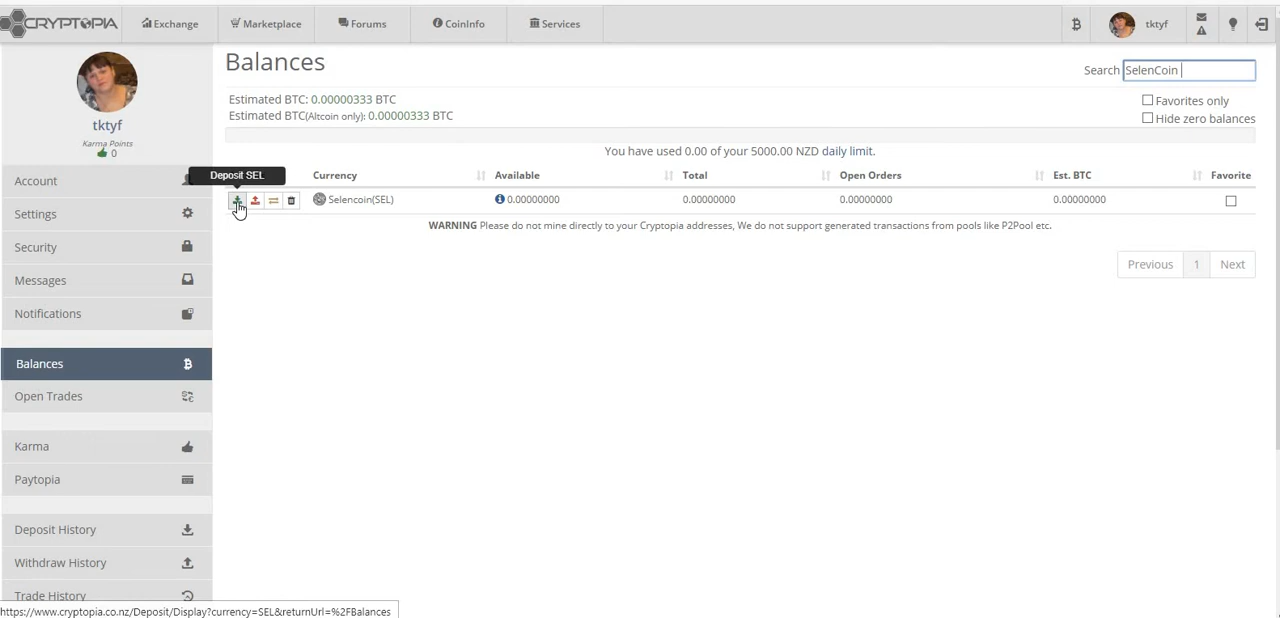 CRYPTOPIA
Exchange
Marketplace
Forums
CoinInfo
Services
tktyf
Balances
Search SelenCoin
Estimated BTC: 0.00000333 BTC
Estimated BTC(Altcoin only): 0.00000333 BTC
Favorites only
Hide zero balances
tktyf
Karma Points
0
You have used 0.00 of your 5000.00 NZD daily limit.
Deposit SEL
Currency Available Total Open Orders Est. BTC Favorite
Selencoin(SEL) 0.00000000 0.00000000 0.00000000 0.00000000
WARNING Please do not mine directly to your Cryptopia addresses, We do not support generated transactions from pools like P2Pool etc.
Previous 1 Next
Account
Settings
Security
Messages
Notifications
Balances
Open Trades
Karma
Paytopia
Deposit History
Withdraw History
Trade History
https://www.cryptopia.co.nz/Deposit/Display?currency=SEL&returnUrl=%2FBalances